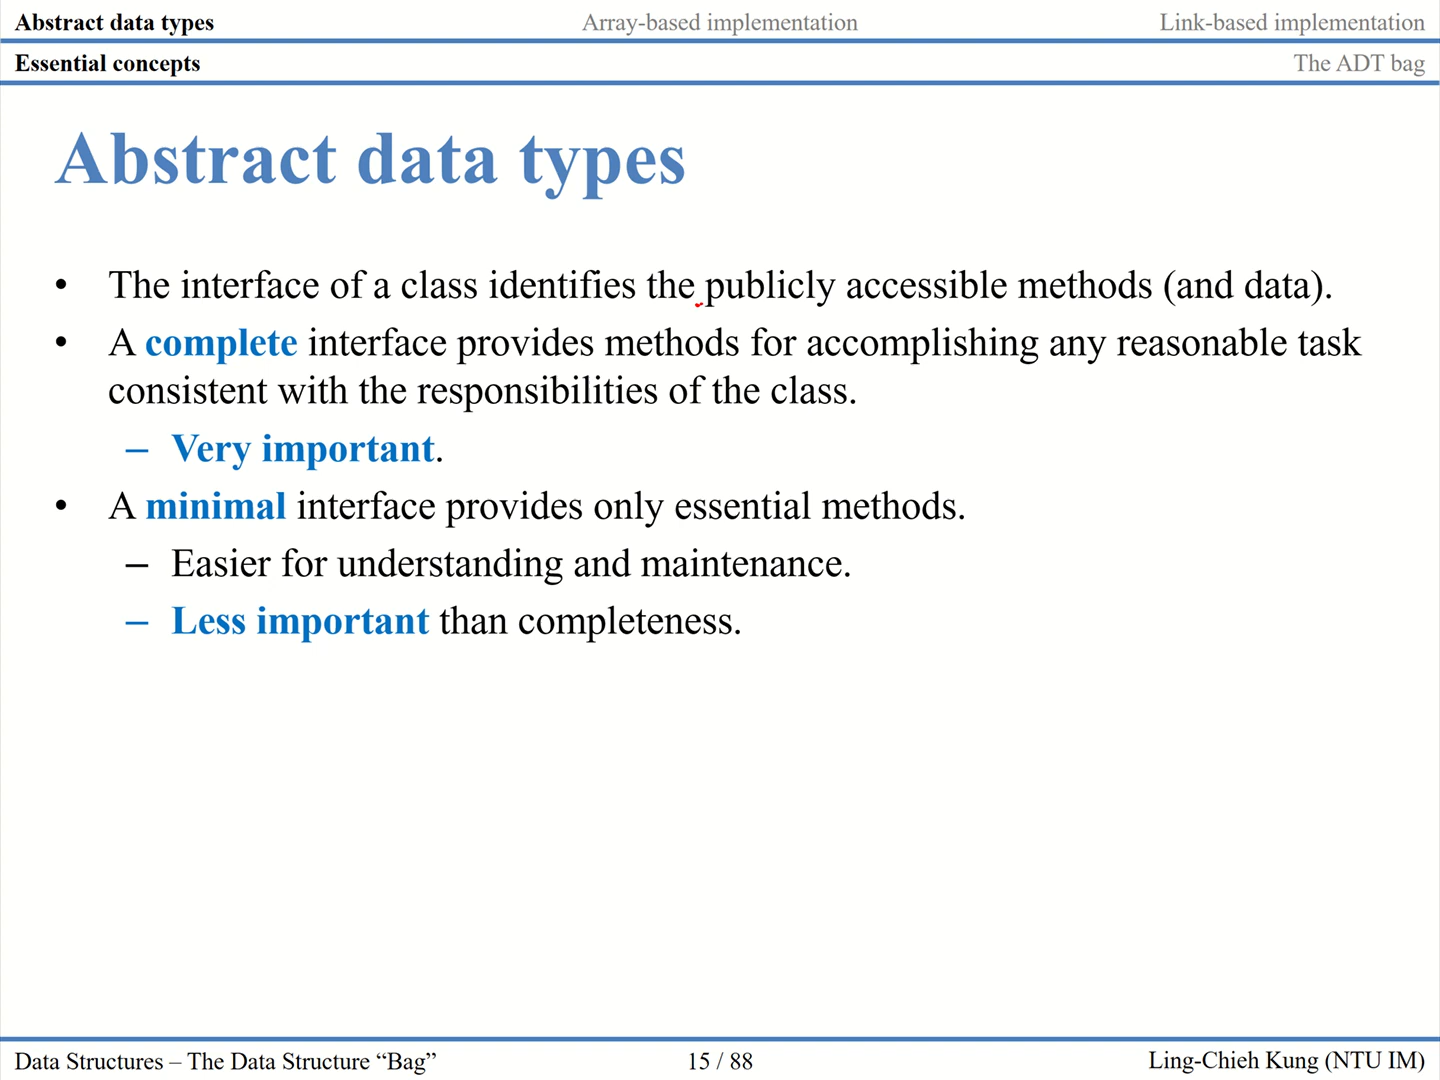 Abstract data types Array-based implementation Link-based implementation
Essential concepts The ADT bag
Abstract data types
• The interface of a class identifies the publicly accessible methods (and data).
• A complete interface provides methods for accomplishing any reasonable task
consistent with the responsibilities of the class.
– Very important.
• A minimal interface provides only essential methods.
– Easier for understanding and maintenance.
– Less important than completeness.
Data Structures – The Data Structure “Bag” 15 / 88 Ling-Chieh Kung (NTU IM)